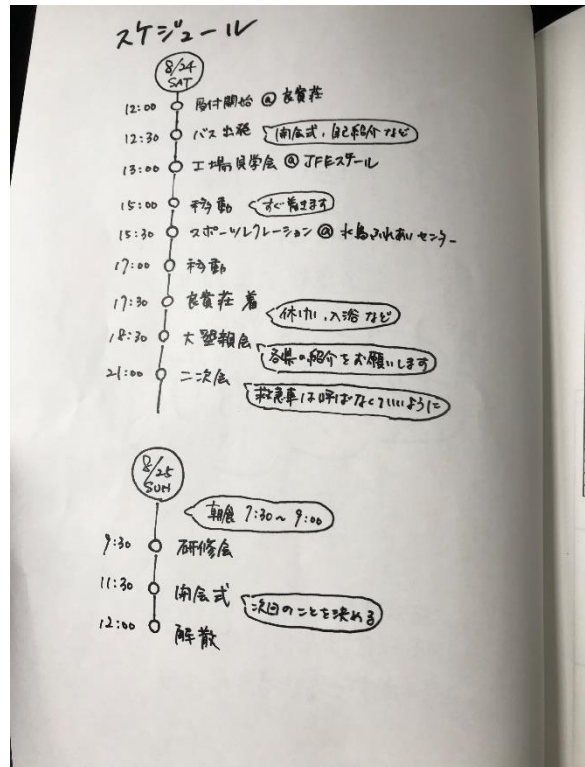 スケジュール
8/24
SAT
12:00 受付開始 @ 良寛荘
12:30 バス出発 開会式、自己紹介など
13:00 工場見学会 @ JFEスチール
15:00 移動 すぐ着きます
15:30 スポーツレクレーション @ 水島ふれあいセンター
17:00 移動
17:30 良寛荘着
休けい、入浴など
18:30 大懇親会
各県の紹介をお願いします
21:00 二次会
救急車は呼ばなくていいように
8/25
SUN
朝食 7:30〜9:00
9:30 研修会
11:30 閉会式
次回のことを決める
12:00 解散